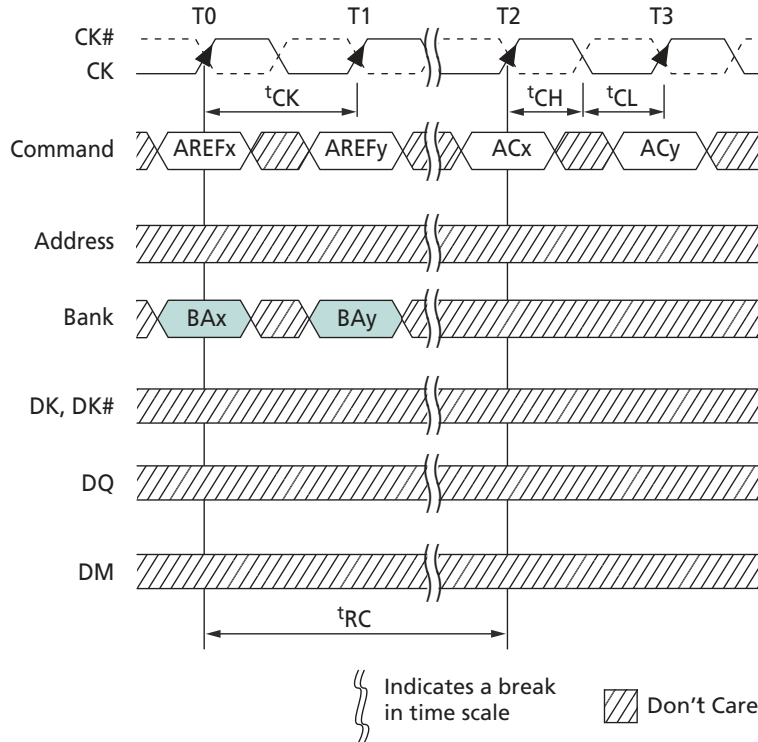 T0 T1 T2 T3
CK#
CK
tCK tCH tCL
Command AREFx AREFy ACx ACy
Address
Bank BAx BAy
DK, DK#
DQ
DM
tRC
Indicates a break
in time scale
Don't Care